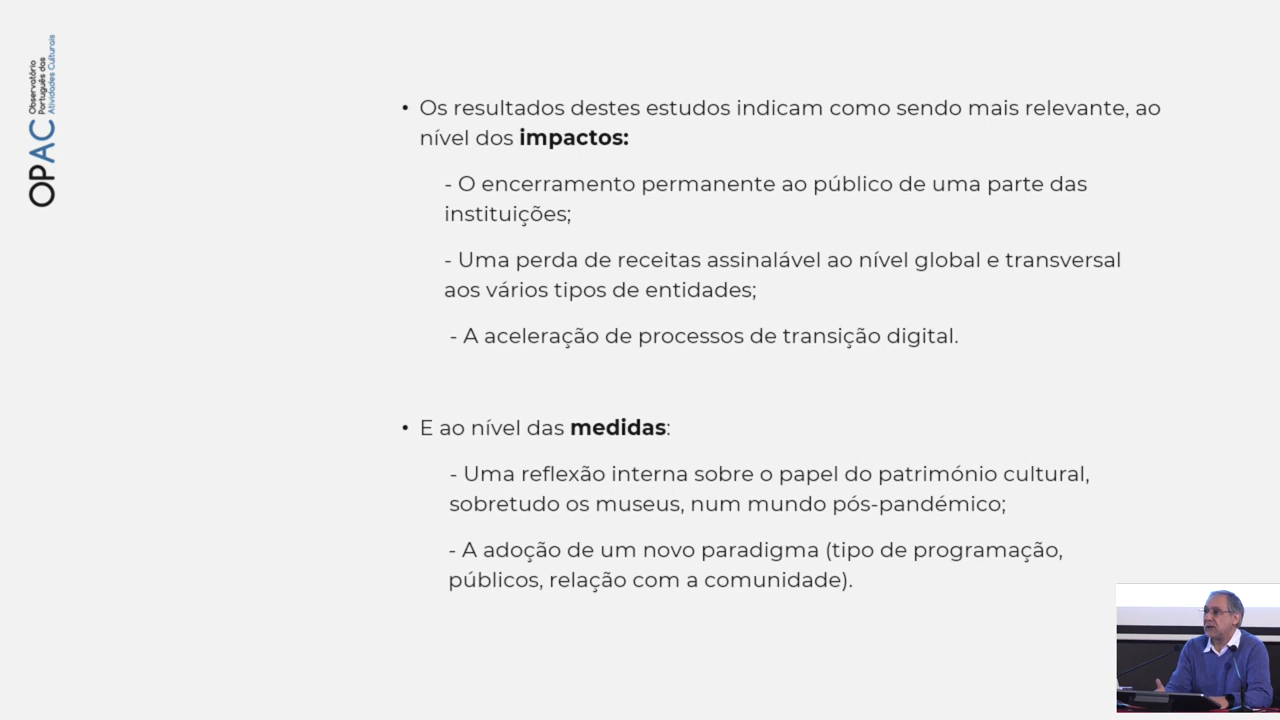 OPAC
Observatório
Português das
Atividades Culturais
• Os resultados destes estudos indicam como sendo mais relevante, ao
nível dos impactos:
- O encerramento permanente ao público de uma parte das
instituições;
- Uma perda de receitas assinalável ao nível global e transversal
aos vários tipos de entidades;
- A aceleração de processos de transição digital.
• E ao nível das medidas:
- Uma reflexão interna sobre o papel do património cultural,
sobretudo os museus, num mundo pós-pandémico;
- A adoção de um novo paradigma (tipo de programação,
públicos, relação com a comunidade).